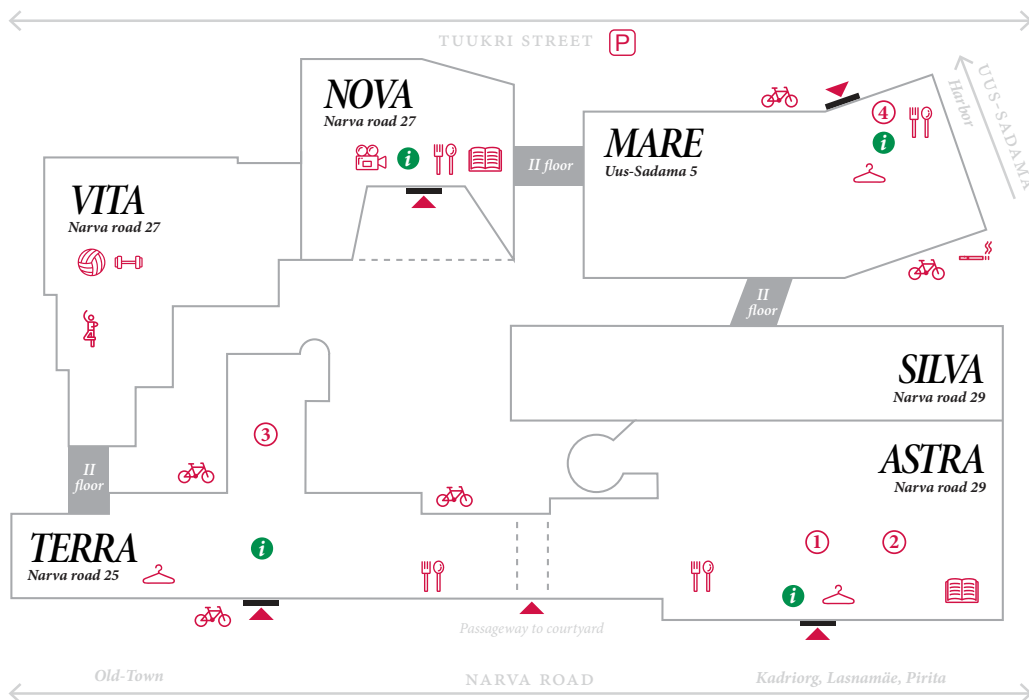 TUUKRI STREET P
UUS-SADAMA
Harbor
NOVA
Narva road 27
i
II floor
MARE
Uus-Sadama 5
4
i
VITA
Narva road 27
II
floor
SILVA
Narva road 29
3
II
floor
ASTRA
Narva road 29
TERRA
Narva road 25
i
1
2
i
Passageway to courtyard
Old-Town
NARVA ROAD
Kadriorg, Lasnamäe, Pirita